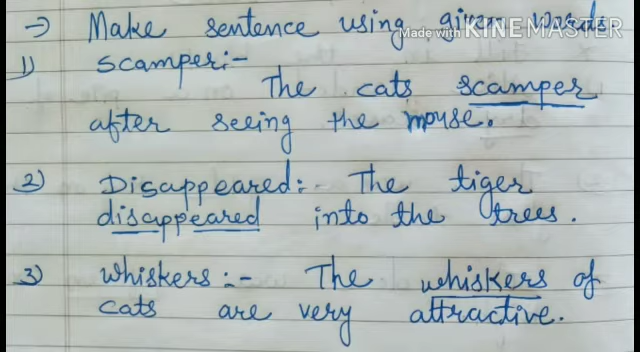 → Make sentence using given words
Made with KINEMASTER
1) Scamper:-
The cats scamper
after seeing the mouse.
2) Disappeared:- The tiger
disappeared into the trees.
3) Whiskers :- The whiskers of
cats are very attractive.